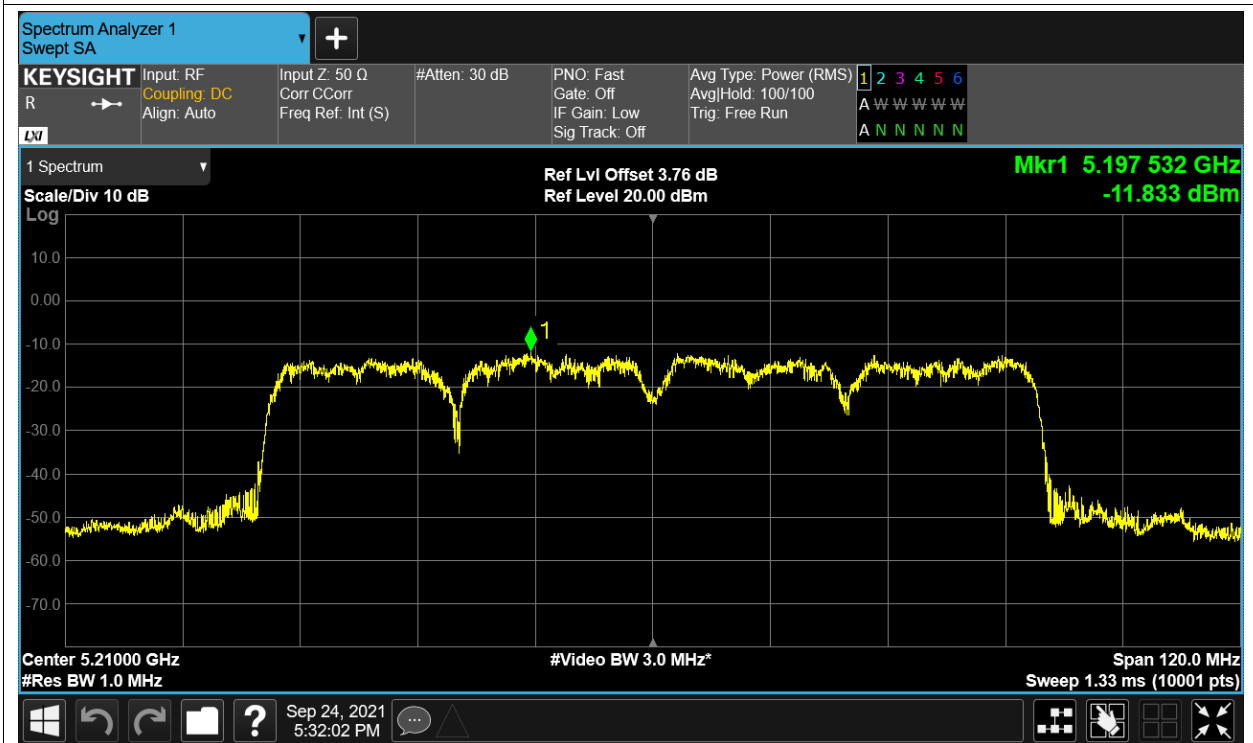 Spectrum Analyzer 1
Swept SA
KEYSIGHT
R
LXI
Input: RF
Coupling: DC
Align: Auto
Input Z: 50 Ω
Corr CCorr
Freq Ref: Int (S)
#Atten: 30 dB
PNO: Fast
Gate: Off
IF Gain: Low
Sig Track: Off
Avg Type: Power (RMS)
Avg|Hold: 100/100
Trig: Free Run
1 2 3 4 5 6
A W W W W W
A N N N N N
1 Spectrum
Scale/Div 10 dB
Log
Ref Lvl Offset 3.76 dB
Ref Level 20.00 dBm
Mkr1 5.197 532 GHz
-11.833 dBm
10.0
0.00
-10.0
-20.0
-30.0
-40.0
-50.0
-60.0
-70.0
1
Center 5.21000 GHz
#Res BW 1.0 MHz
#Video BW 3.0 MHz*
Span 120.0 MHz
Sweep 1.33 ms (10001 pts)
?
Sep 24, 2021
5:32:02 PM